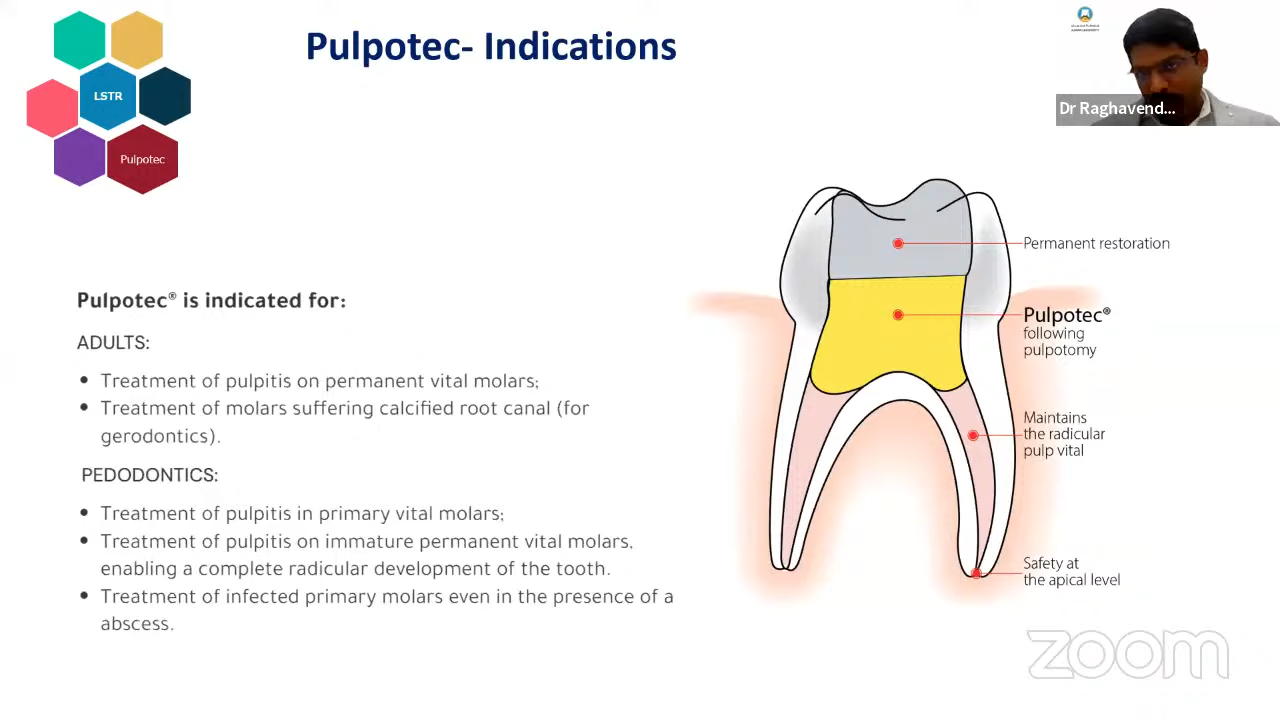 Pulpotec- Indications
LSTR
Pulpotec
Dr Raghavend...
Pulpotec® is indicated for:
ADULTS:
• Treatment of pulpitis on permanent vital molars;
• Treatment of molars suffering calcified root canal (for
gerodontics).
PEDODONTICS:
• Treatment of pulpitis in primary vital molars;
• Treatment of pulpitis on immature permanent vital molars,
enabling a complete radicular development of the tooth.
• Treatment of infected primary molars even in the presence of a
abscess.
Permanent restoration
Pulpotec®
following
pulpotomy
Maintains
the radicular
pulp vital
Safety at
the apical level
zoom